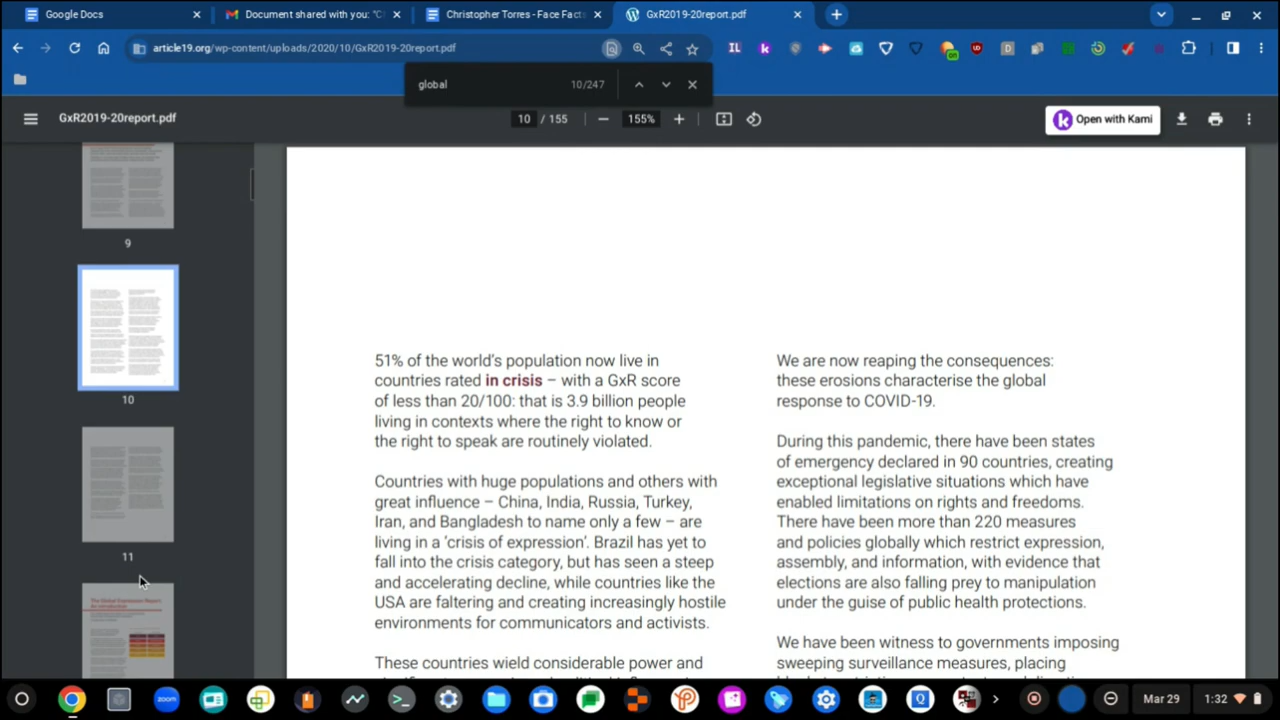 Google Docs
Document shared with you: "C
Christopher Torres - Face Fact
GxR2019-20report.pdf
article19.org/wp-content/uploads/2020/10/GxR2019-20report.pdf
global
10/247
GxR2019-20report.pdf
10 / 155
155%
Open with Kami
9
10
11
51% of the world's population now live in
countries rated in crisis – with a GxR score
of less than 20/100: that is 3.9 billion people
living in contexts where the right to know or
the right to speak are routinely violated.
Countries with huge populations and others with
great influence – China, India, Russia, Turkey,
Iran, and Bangladesh to name only a few – are
living in a 'crisis of expression'. Brazil has yet to
fall into the crisis category, but has seen a steep
and accelerating decline, while countries like the
USA are faltering and creating increasingly hostile
environments for communicators and activists.
These countries wield considerable power and
We are now reaping the consequences:
these erosions characterise the global
response to COVID-19.
During this pandemic, there have been states
of emergency declared in 90 countries, creating
exceptional legislative situations which have
enabled limitations on rights and freedoms.
There have been more than 220 measures
and policies globally which restrict expression,
assembly, and information, with evidence that
elections are also falling prey to manipulation
under the guise of public health protections.
We have been witness to governments imposing
sweeping surveillance measures, placing
zoom
Mar 29
1:32